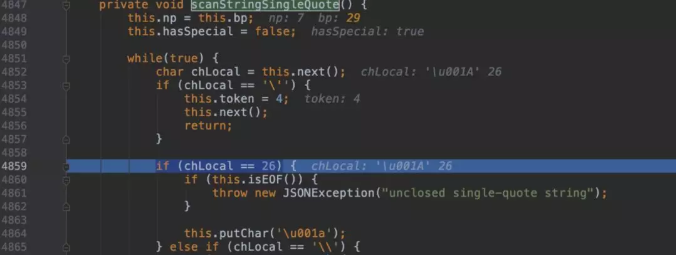 4847 private void scanStringSingleQuote() {
4848 this.np = this.bp; np: 7 bp: 29
4849 this.hasSpecial = false; hasSpecial: true
4850
4851 while(true) {
4852 char chLocal = this.next(); chLocal: '\u001A' 26
4853 if (chLocal == '\'') {
4854 this.token = 4; token: 4
4855 this.next();
4856 return;
4857 }
4858
4859 if (chLocal == 26) { chLocal: '\u001A' 26
4860 if (this.isEOF()) {
4861 throw new JSONException("unclosed single-quote string");
4862 }
4863
4864 this.putChar('\u001a');
4865 } else if (chLocal == '\\') {